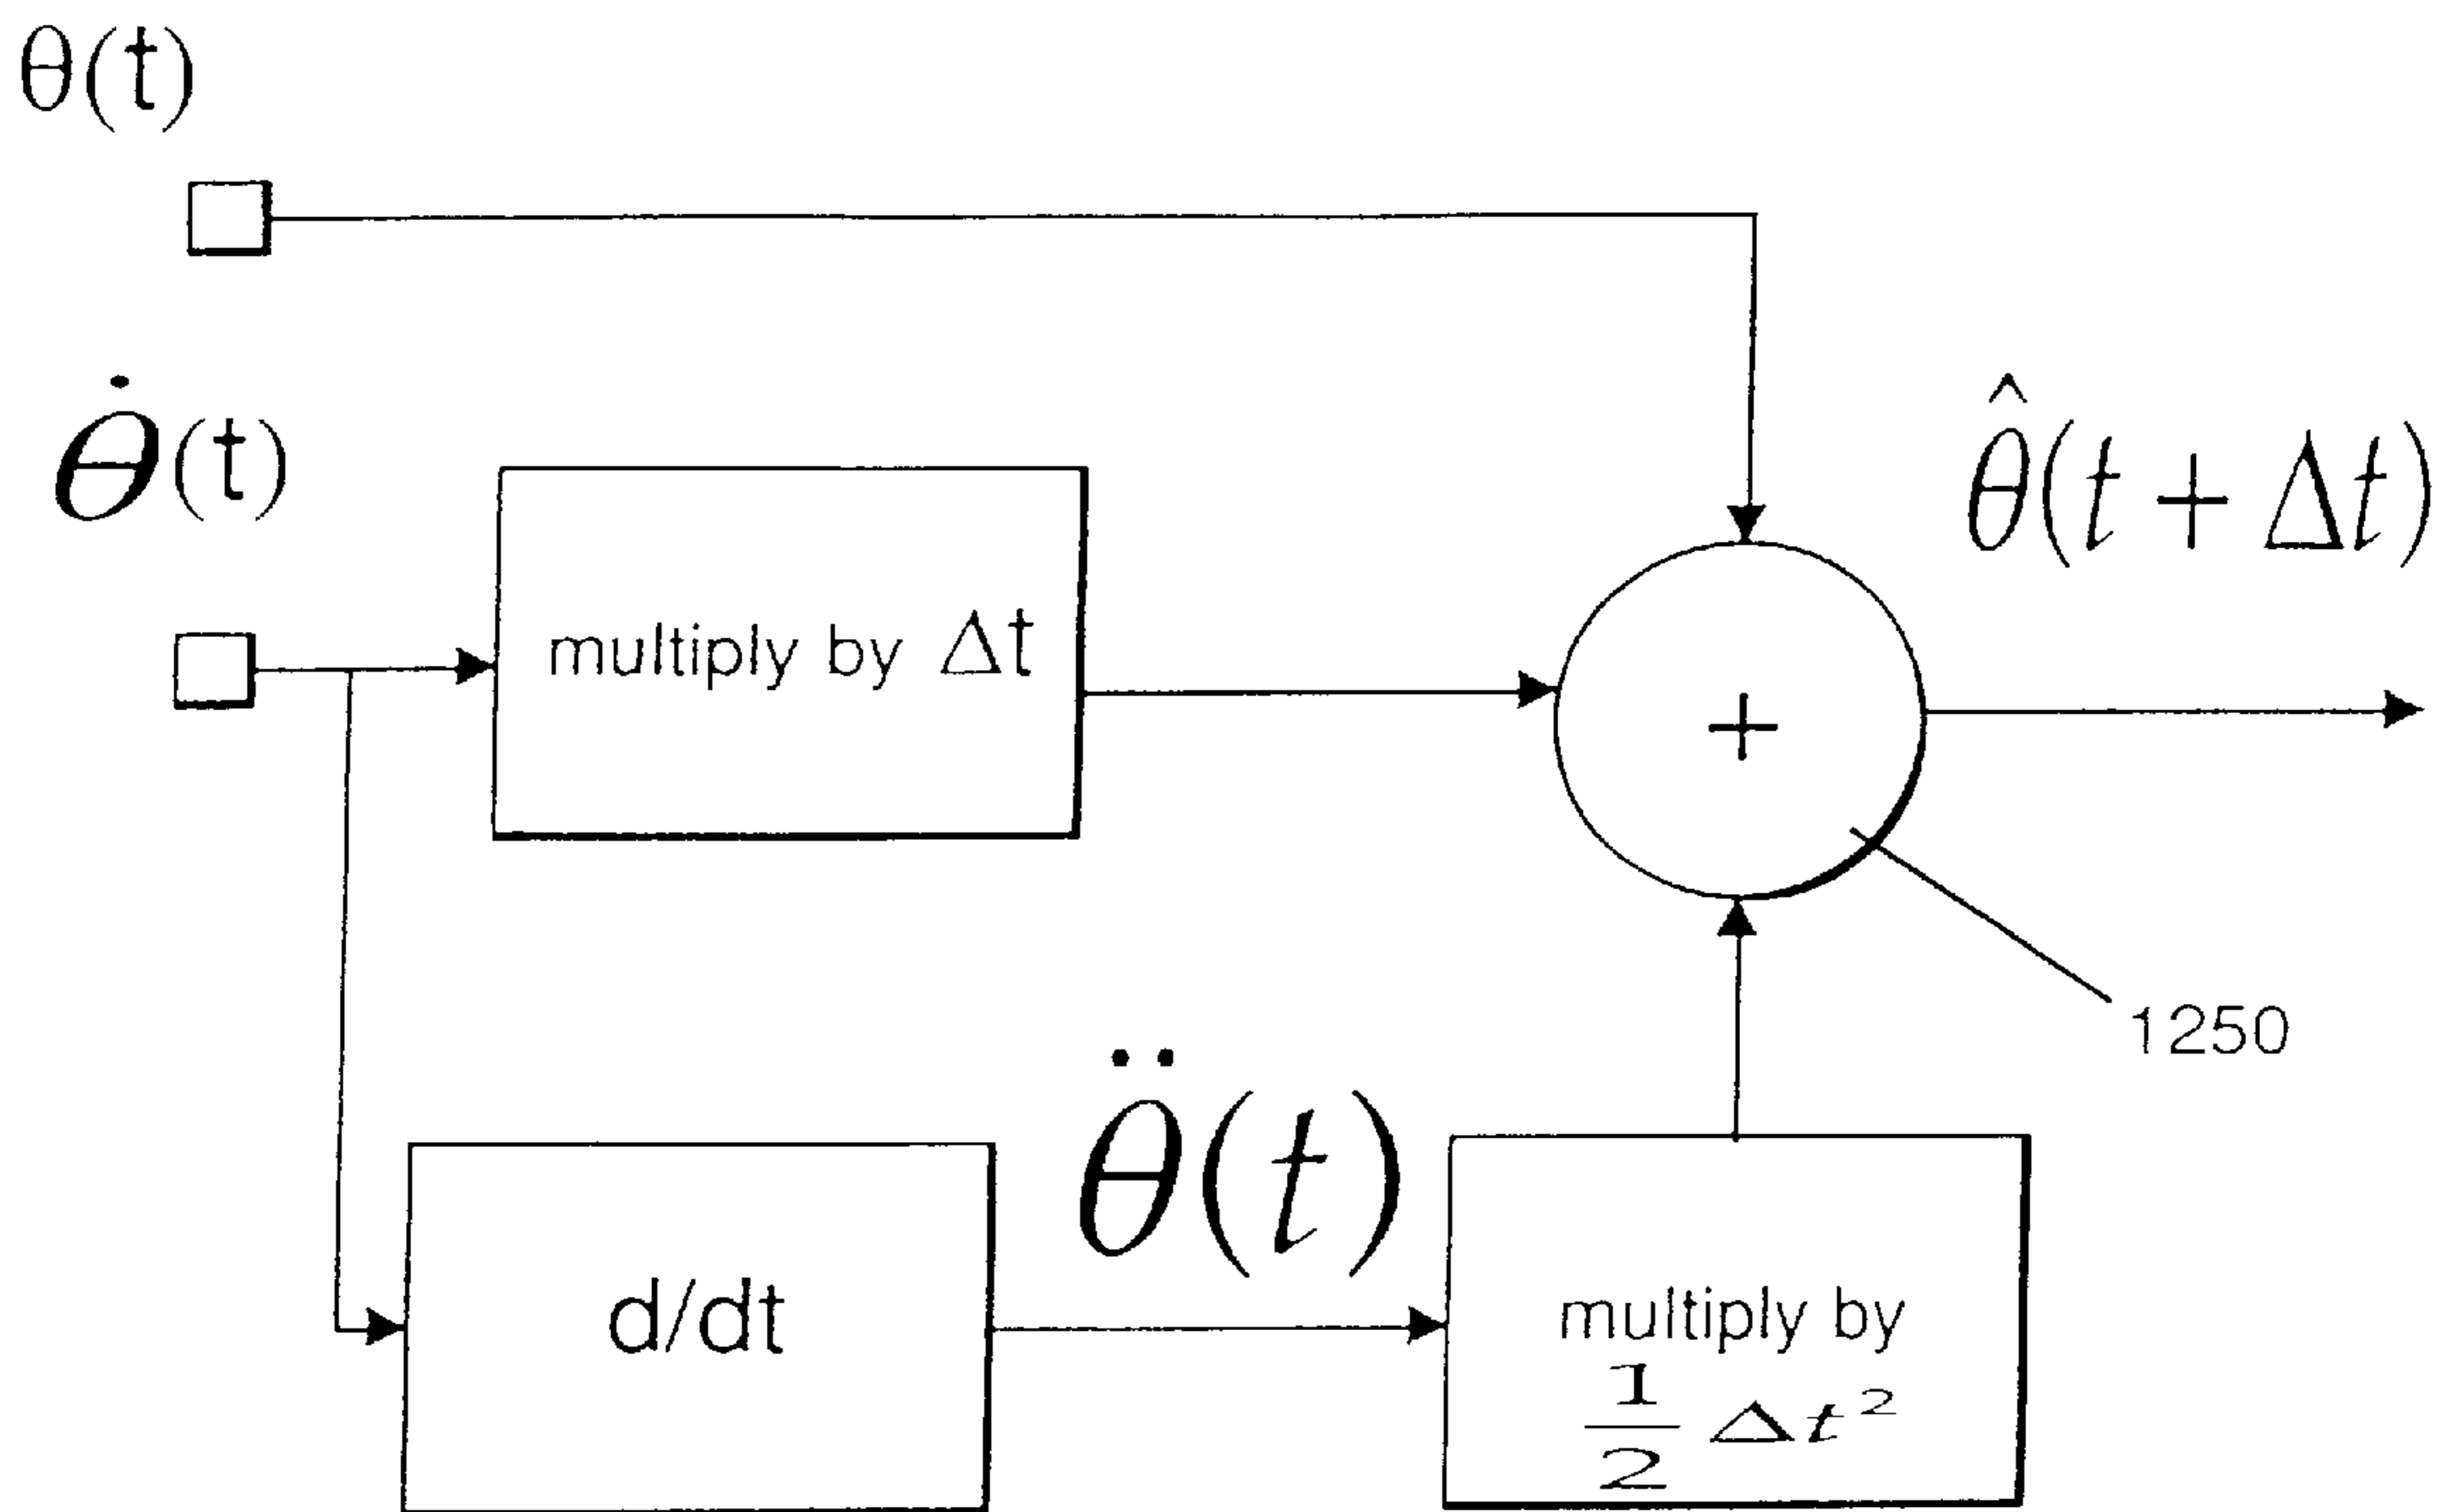 θ(t)
θ̇(t)
multiply by Δt
+
θ̂(t + Δt)
1250
d/dt
θ̈(t)
multiply by
1/2 Δt²